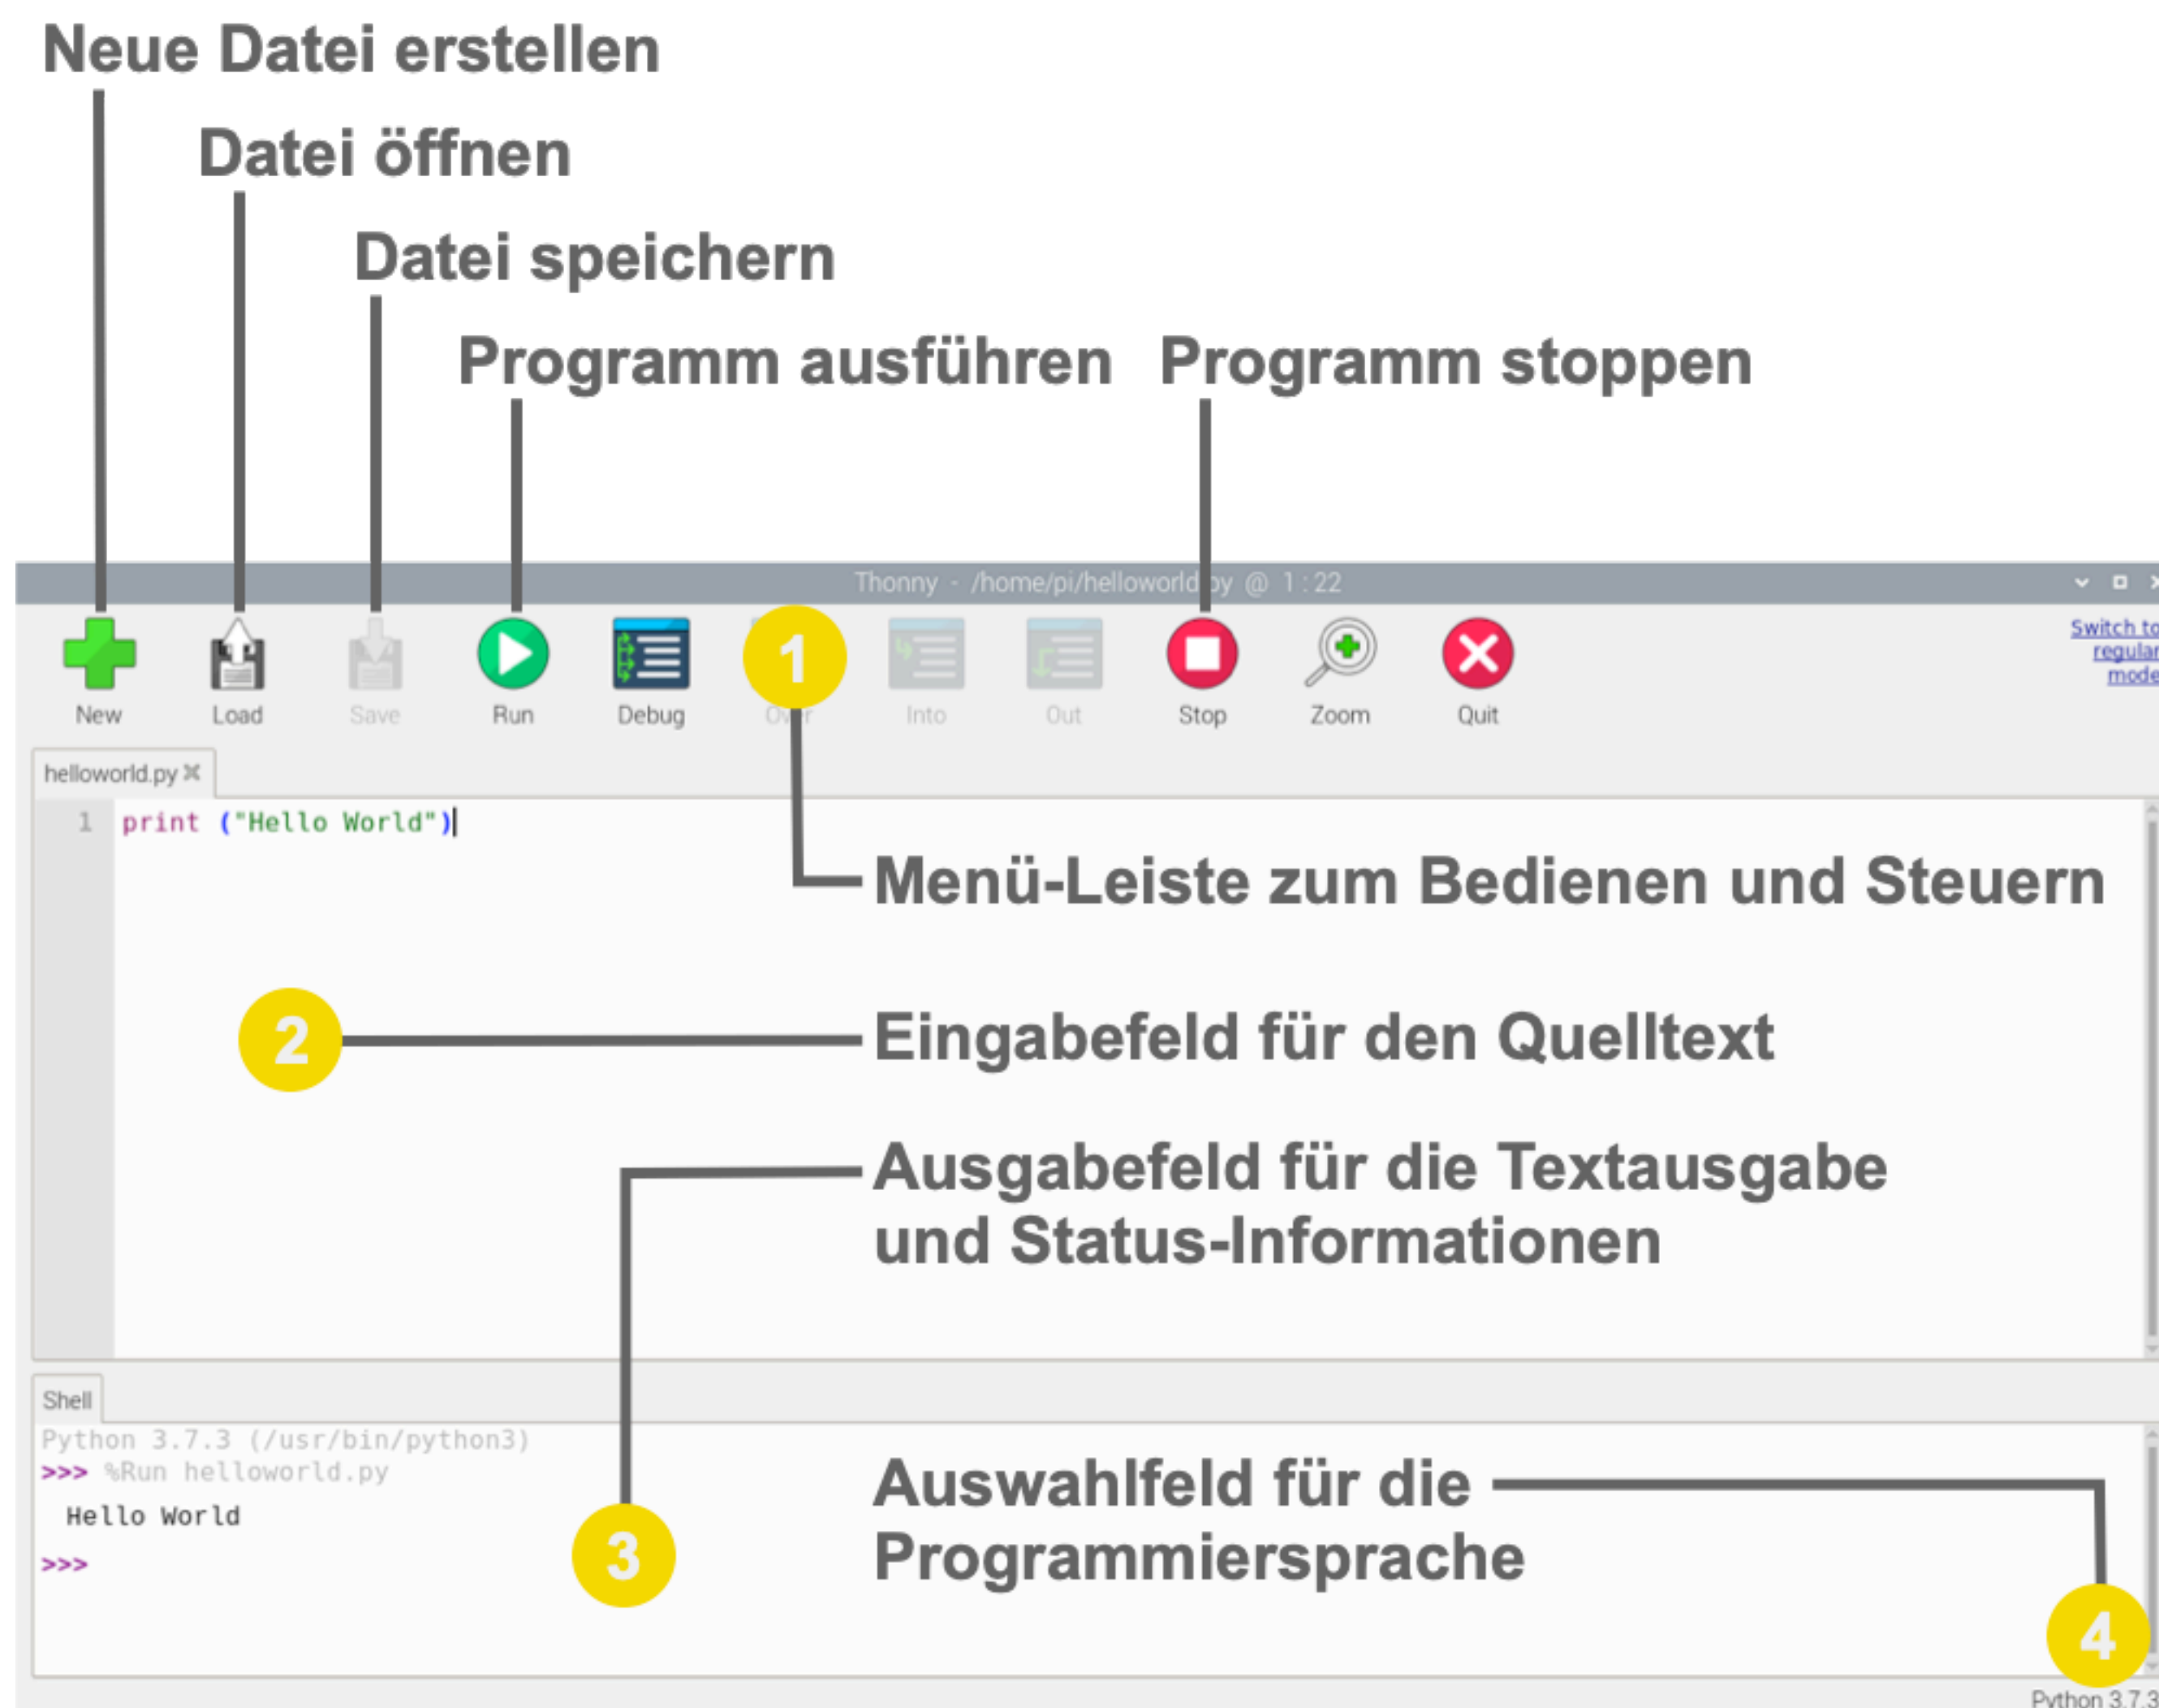 Neue Datei erstellen
Datei öffnen
Datei speichern
Programm ausführen
Programm stoppen
Thonny - /home/pi/helloworld.py @ 1 : 22
Switch to
regular
mode
1
New
Load
Save
Run
Debug
Over
Into
Out
Stop
Zoom
Quit
helloworld.py
1 print ("Hello World")
Menü-Leiste zum Bedienen und Steuern
2
Eingabefeld für den Quelltext
Ausgabefeld für die Textausgabe
und Status-Informationen
Shell
Python 3.7.3 (/usr/bin/python3)
>>> %Run helloworld.py
Hello World
>>>
3
Auswahlfeld für die
Programmiersprache
4
Python 3.7.3